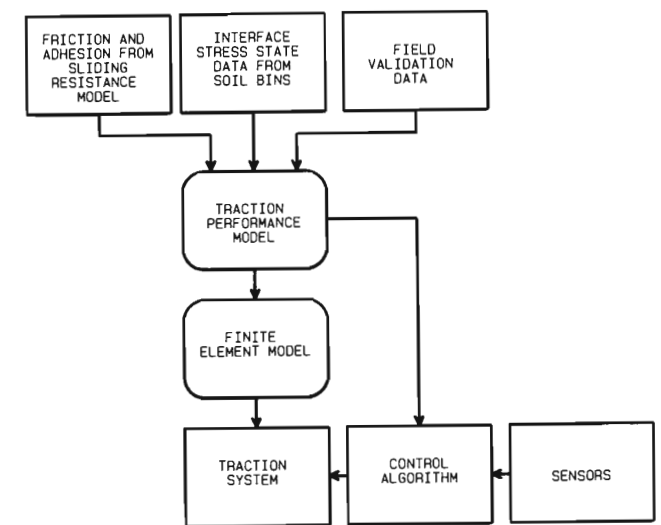 FRICTION AND
ADHESION FROM
SLIDING
RESISTANCE
MODEL
INTERFACE
STRESS STATE
DATA FROM
SOIL BINS
FIELD
VALIDATION
DATA
TRACTION
PERFORMANCE
MODEL
FINITE
ELEMENT MODEL
TRACTION
SYSTEM
CONTROL
ALGORITHM
SENSORS